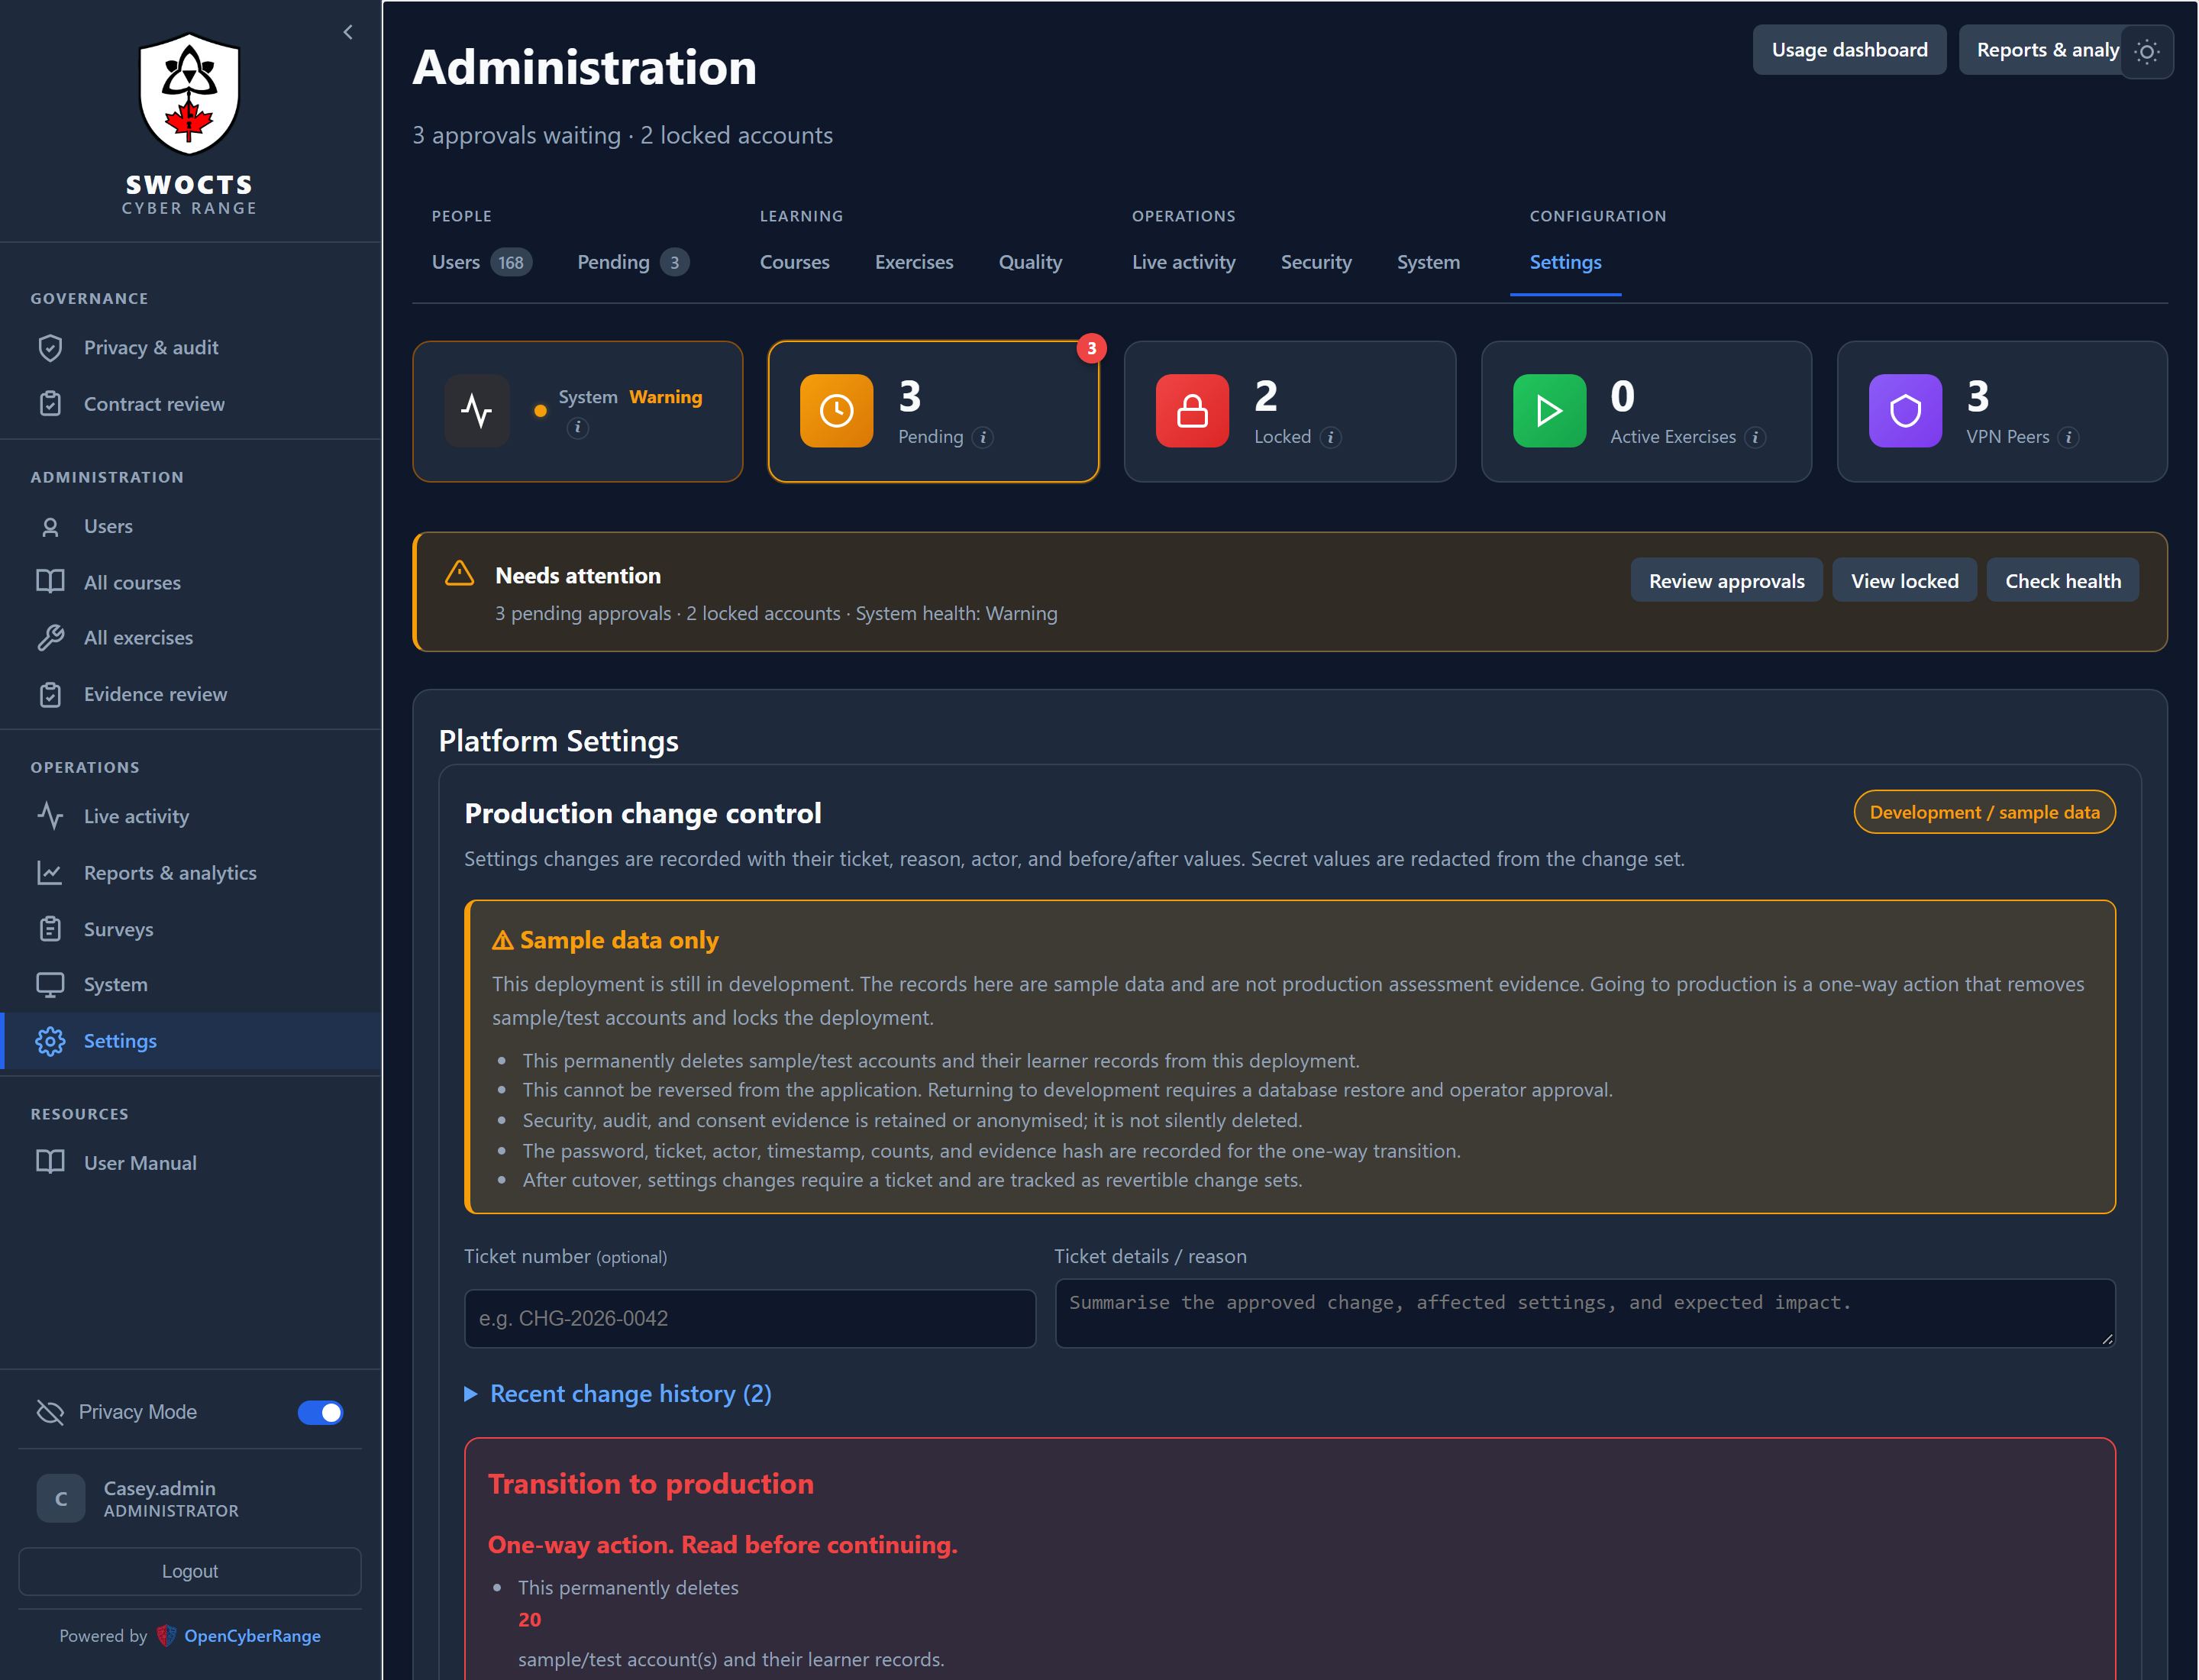 SWOCTS
CYBER RANGE
GOVERNANCE
Privacy & audit
Contract review
ADMINISTRATION
Users
All courses
All exercises
Evidence review
OPERATIONS
Live activity
Reports & analytics
Surveys
System
Settings
RESOURCES
User Manual
Privacy Mode
C
Casey.admin
ADMINISTRATOR
Logout
Powered by OpenCyberRange
Administration
Usage dashboard
Reports & analy
3 approvals waiting · 2 locked accounts
PEOPLE
Users 168
Pending 3
LEARNING
Courses
Exercises
Quality
OPERATIONS
Live activity
Security
System
CONFIGURATION
Settings
System Warning
i
3
3
Pending i
2
Locked i
0
Active Exercises i
3
VPN Peers i
Needs attention
3 pending approvals · 2 locked accounts · System health: Warning
Review approvals
View locked
Check health
Platform Settings
Production change control
Development / sample data
Settings changes are recorded with their ticket, reason, actor, and before/after values. Secret values are redacted from the change set.
⚠ Sample data only
This deployment is still in development. The records here are sample data and are not production assessment evidence. Going to production is a one-way action that removes
sample/test accounts and locks the deployment.
• This permanently deletes sample/test accounts and their learner records from this deployment.
• This cannot be reversed from the application. Returning to development requires a database restore and operator approval.
• Security, audit, and consent evidence is retained or anonymised; it is not silently deleted.
• The password, ticket, actor, timestamp, counts, and evidence hash are recorded for the one-way transition.
• After cutover, settings changes require a ticket and are tracked as revertible change sets.
Ticket number (optional)
e.g. CHG-2026-0042
Ticket details / reason
Summarise the approved change, affected settings, and expected impact.
▶ Recent change history (2)
Transition to production
One-way action. Read before continuing.
• This permanently deletes
20
sample/test account(s) and their learner records.